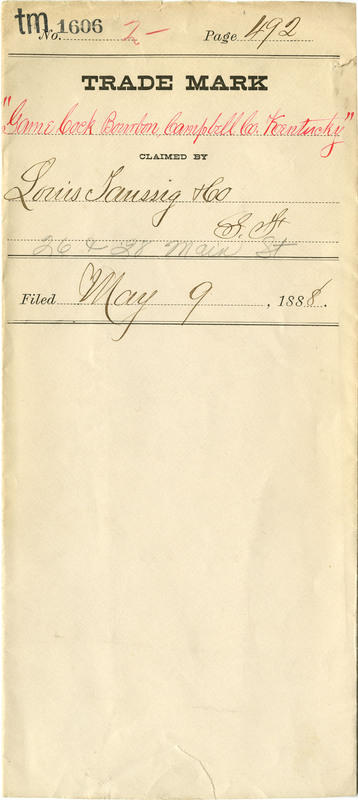 tm 1606
No. 2- Page 492
TRADE MARK
"Game Cock Bourbon, Campbell Co. Kentucky"
CLAIMED BY
Louis Taussig & Co
S. F.
26 & 28 Main St
Filed May 9, 1888.